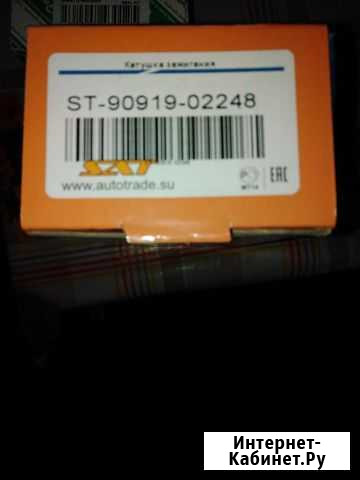 Катушка зажигания
ST-90919-02248
SAT
www.autotrade.su
EAC
Интернет-
Кабинет.Ру